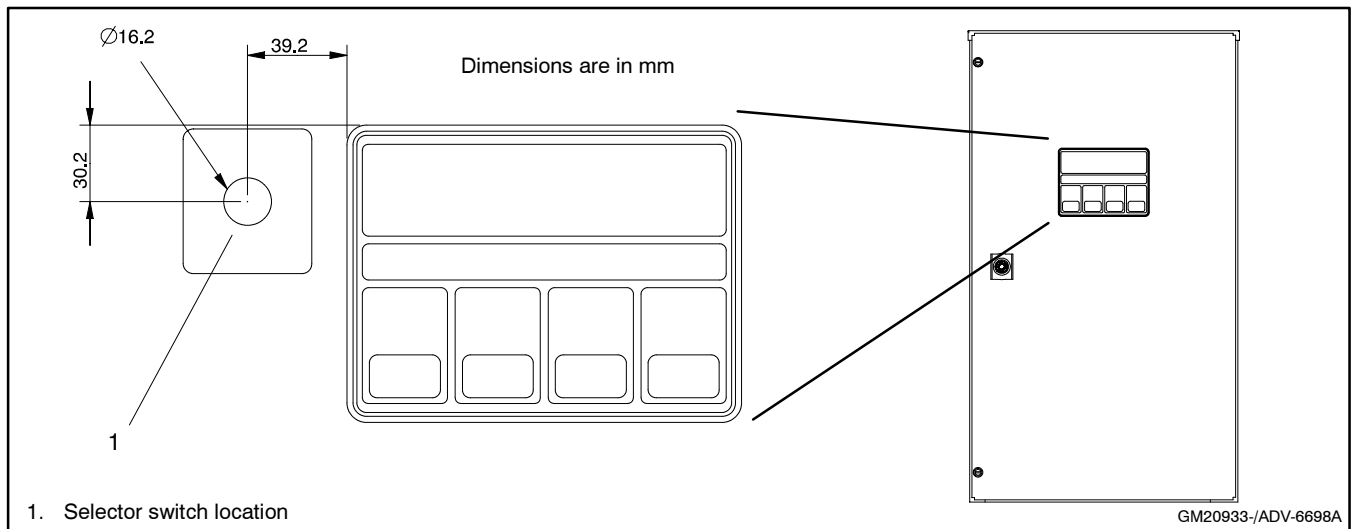 Ø16.2
39.2
Dimensions are in mm
30.2
1
1. Selector switch location
GM20933-/ADV-6698A